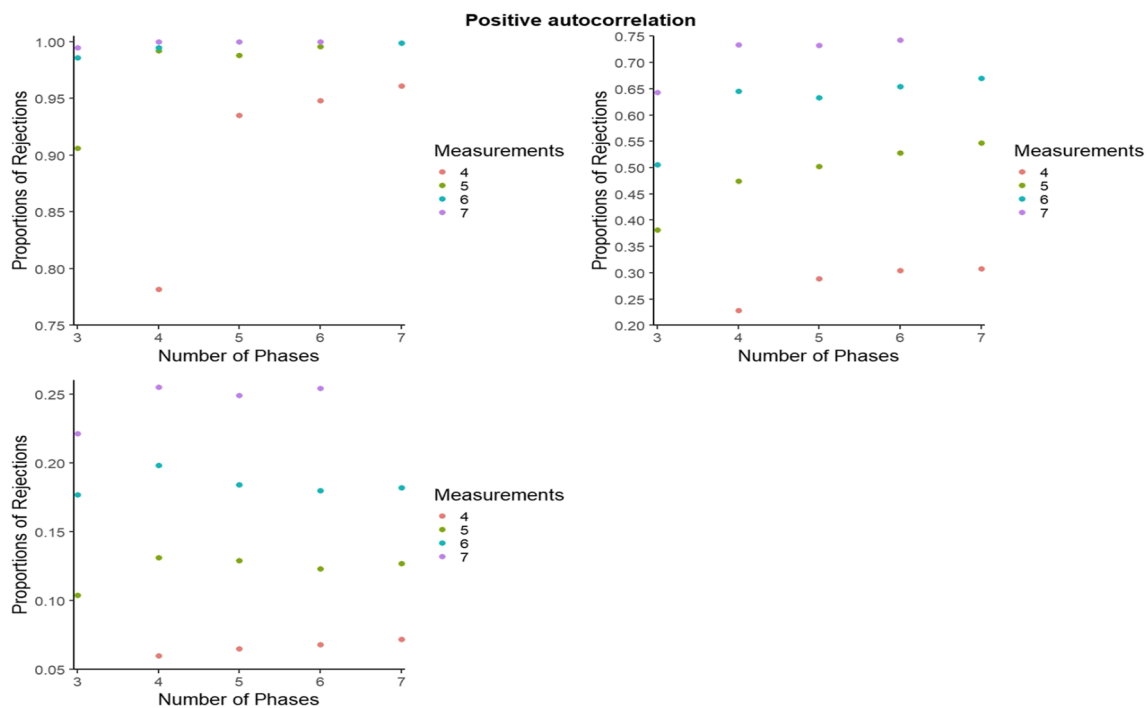 Positive autocorrelation
Proportions of Rejections
1.00
0.95
0.90
0.85
0.80
0.75
3 4 5 6 7
Number of Phases
Measurements
4
5
6
7
Proportions of Rejections
0.75
0.70
0.65
0.60
0.55
0.50
0.45
0.40
0.35
0.30
0.25
0.20
3 4 5 6 7
Number of Phases
Measurements
4
5
6
7
Proportions of Rejections
0.25
0.20
0.15
0.10
0.05
3 4 5 6 7
Number of Phases
Measurements
4
5
6
7